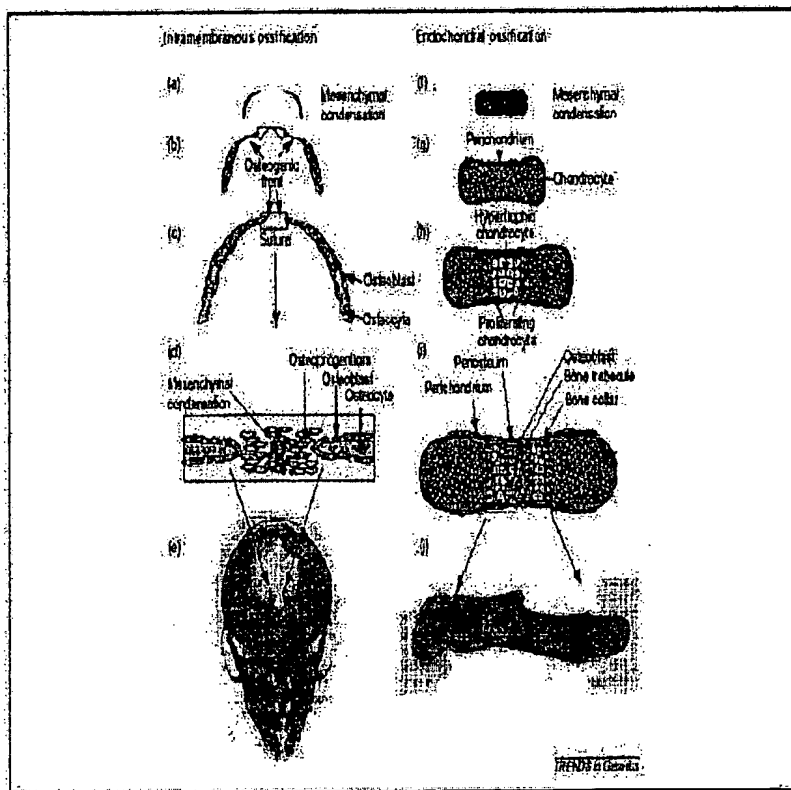 Intramembranous ossification
(a)
Mesenchymal
condensation
(b)
Osteogenic
front
(c)
Suture
Osteoblast
Osteocyte
(d)
Osteoprogenitors
Osteoblast
Osteocyte
Mesenchymal
condensation
(e)
Endochondral ossification
(f)
Mesenchymal
condensation
(g)
Perichondrium
Chondrocyte
Hypertrophic
chondrocyte
(h)
Proliferating
chondrocyte
(i)
Periosteum
Osteoblast
Bone trabecule
Perichondrium
Bone collar
(j)
TRENDS in Genetics